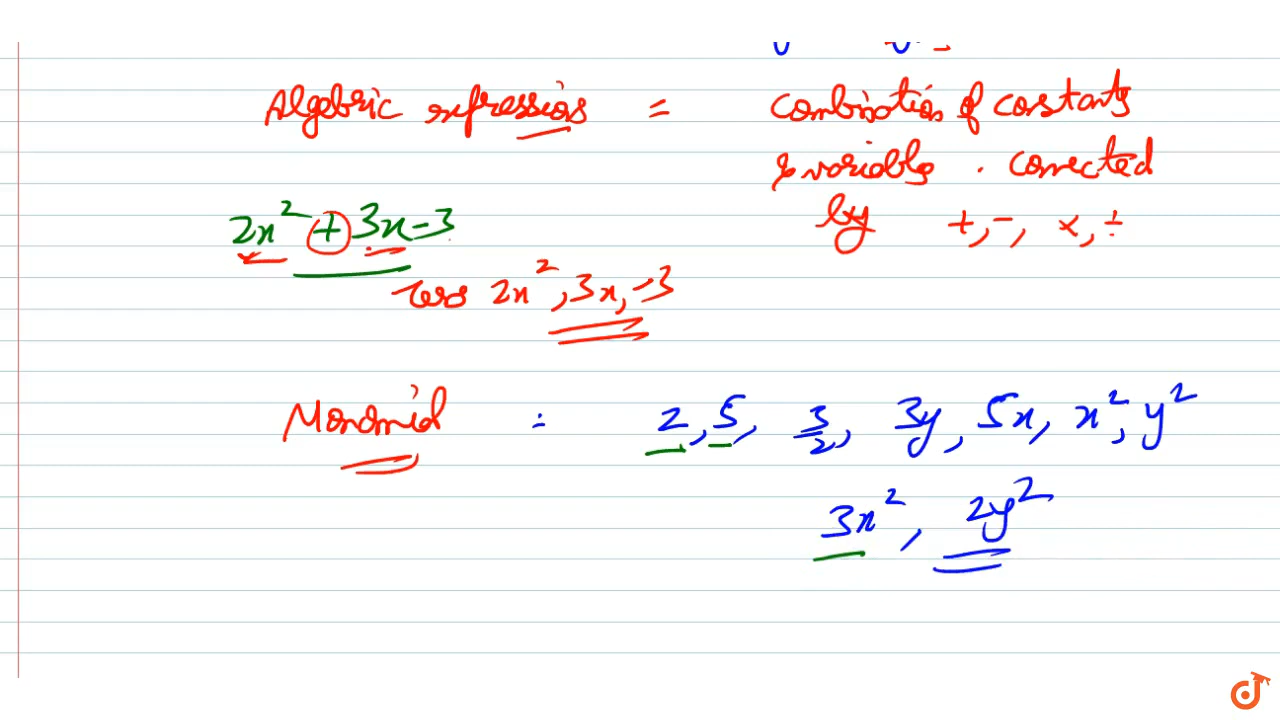 Algebric expressions = Combination of constants
& variables . connected
by +, -, ×, ÷
2x² + 3x - 3
2x², 3x, -3
Monomial = 2, 5, 3/2, 3y, 5x, x², y²
3x², 2y²